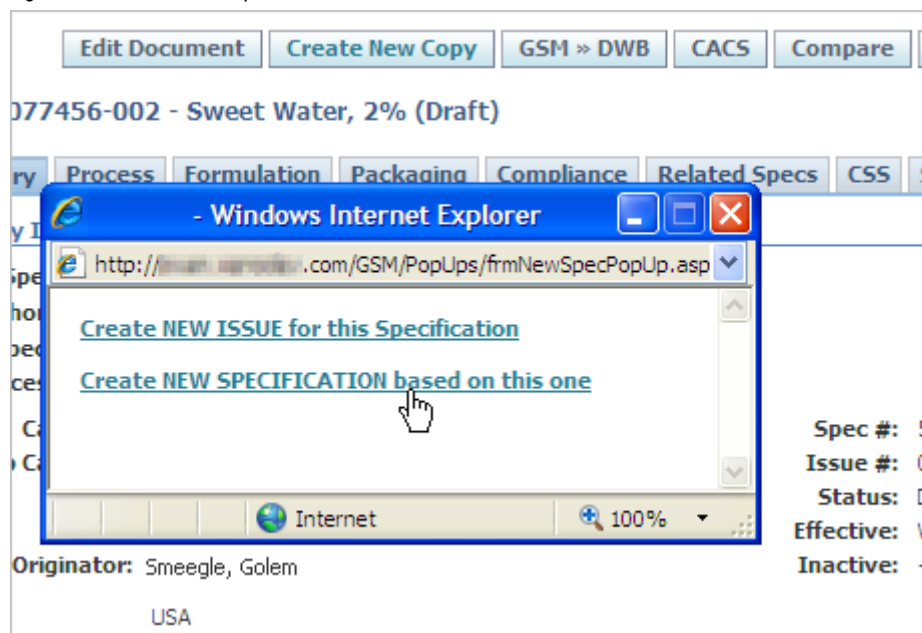 Edit Document Create New Copy GSM » DWB CACS Compare
077456-002 - Sweet Water, 2% (Draft)
ry Process Formulation Packaging Compliance Related Specs CSS
- Windows Internet Explorer
http:// .com/GSM/PopUps/frmNewSpecPopUp.asp
Create NEW ISSUE for this Specification
Create NEW SPECIFICATION based on this one
Spec #:
Issue #:
Status:
Internet 100%
Effective:
Originator: Smeegle, Golem Inactive: -
USA